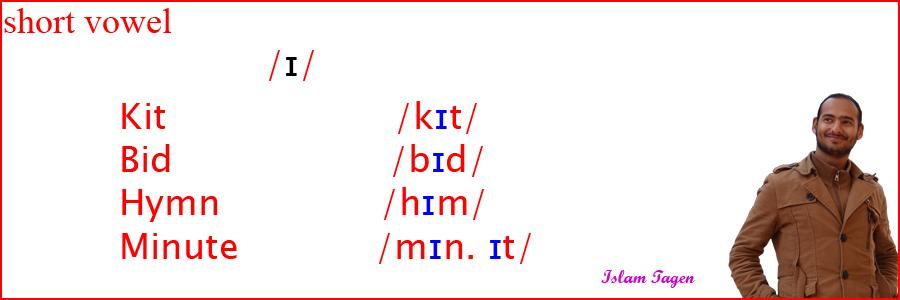 short vowel
/ɪ/
Kit /kɪt/
Bid /bɪd/
Hymn /hɪm/
Minute /mɪn. ɪt/
Islam Tagen